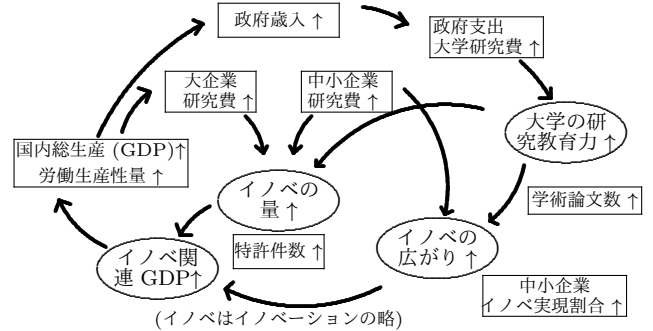 政府歳入 ↑
政府支出
大学研究費 ↑
大企業
研究費 ↑
中小企業
研究費 ↑
大学の研
究教育力 ↑
国内総生産 (GDP)↑
労働生産性量 ↑
イノベの
量 ↑
学術論文数 ↑
イノベの
広がり ↑
特許件数 ↑
イノベ関
連 GDP↑
中小企業
イノベ実現割合 ↑
(イノベはイノベーションの略)